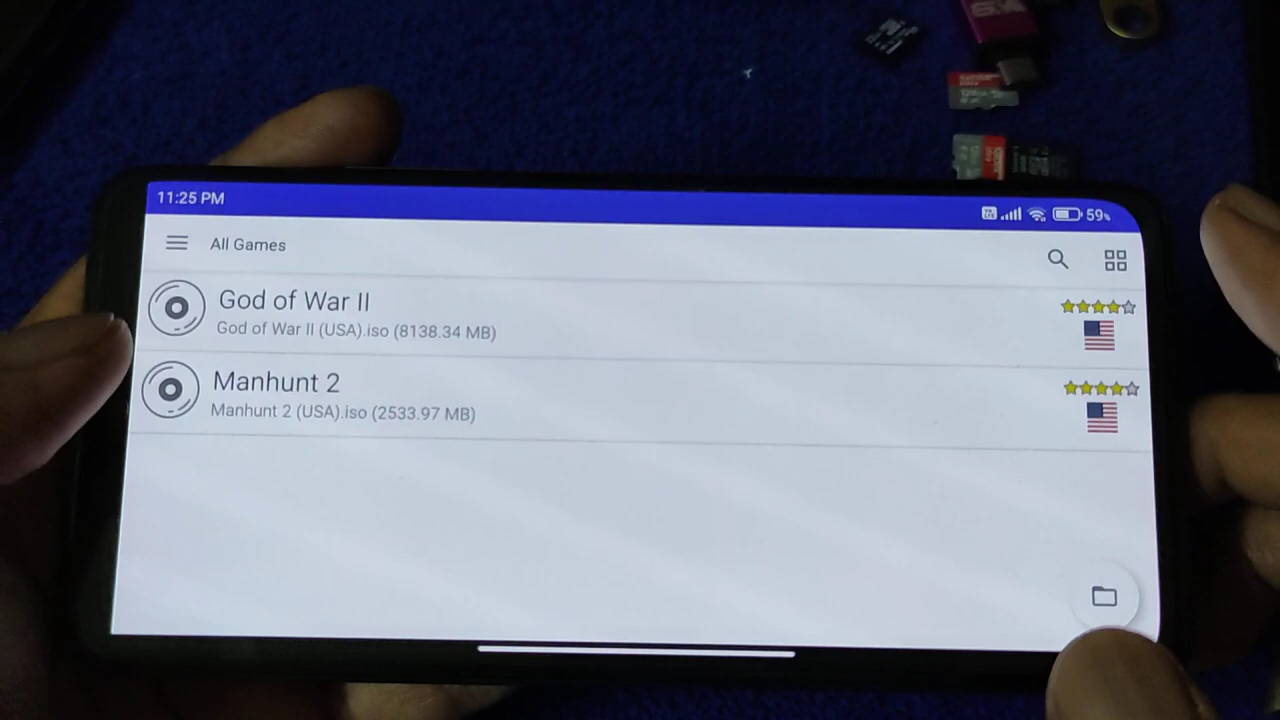 11:25 PM
59%
All Games
God of War II
God of War II (USA).iso (8138.34 MB)
Manhunt 2
Manhunt 2 (USA).iso (2533.97 MB)